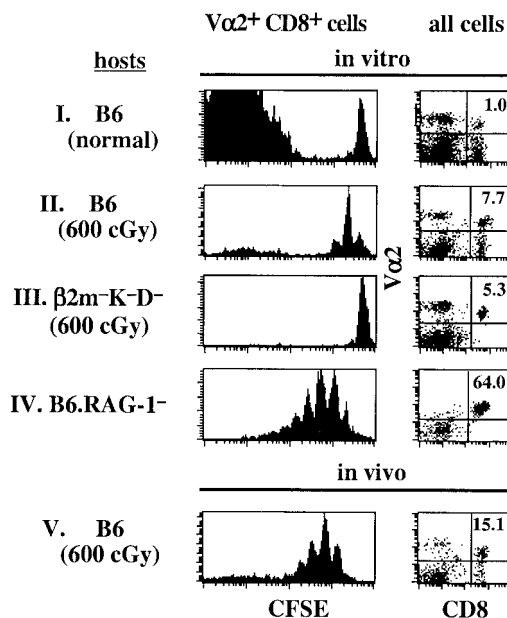 Vα2+ CD8+ cells all cells
hosts
in vitro
I. B6
(normal)
1.0
II. B6
(600 cGy)
7.7
III. β2m-K-D-
(600 cGy)
5.3
IV. B6.RAG-1-
64.0
Vα2
in vivo
V. B6
(600 cGy)
15.1
CFSE CD8